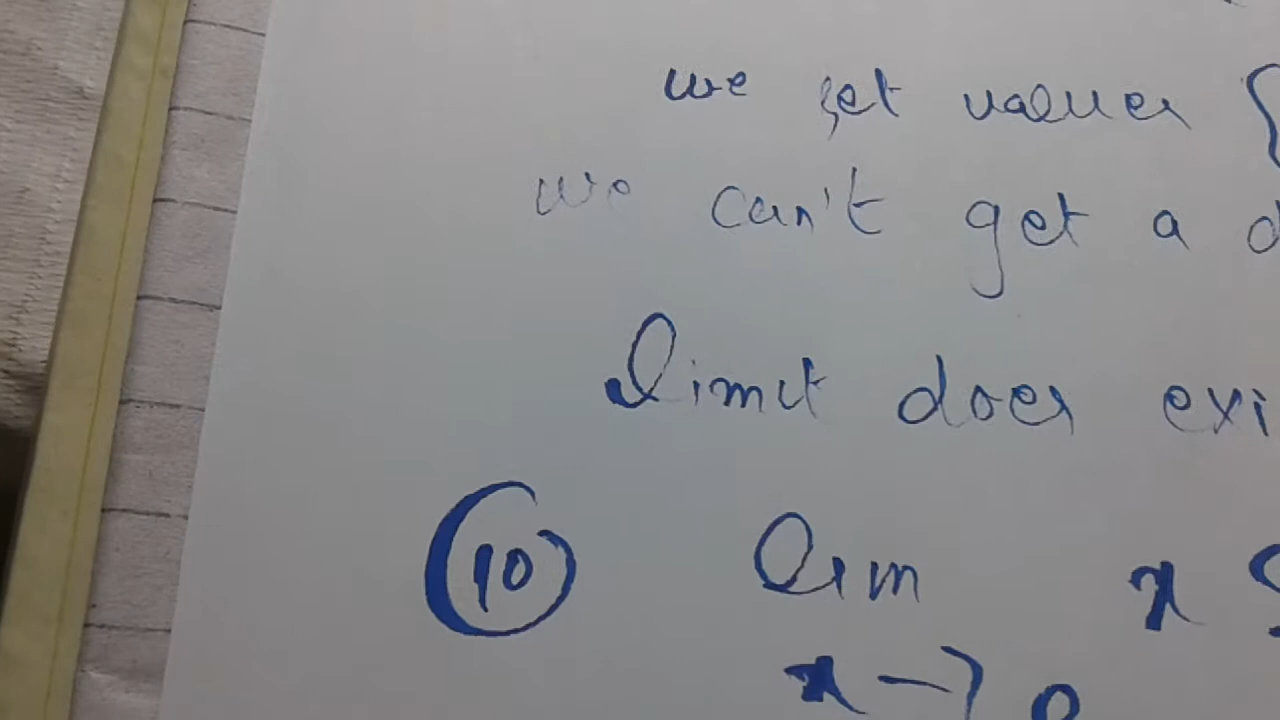 we get values {
we can't get a
limit does exi
(10) lim x
x → 0